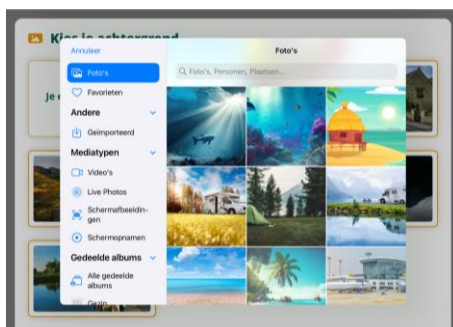 Kies je achtergrond
Annuleer
Foto's
Foto's
Foto's, Personen, Plaatsen...
Favorieten
Je
Andere
Geïmporteerd
Mediatypen
Video's
Live Photos
Schermafbeeldin-
gen
Schermopnamen
Gedeelde albums
Alle gedeelde
albums
Gezin